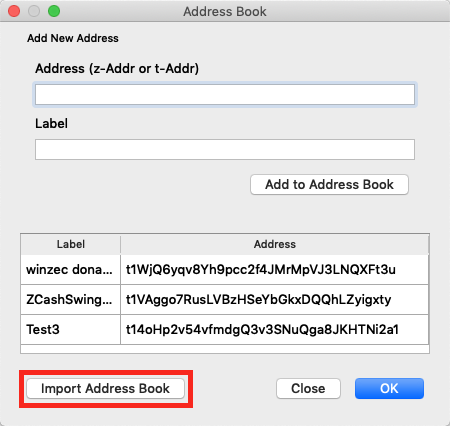 Address Book
Add New Address
Address (z-Addr or t-Addr)
Label
Add to Address Book
Label Address
winzec dona... t1WjQ6yqv8Yh9pcc2f4JMrMpVJ3LNQXFt3u
ZCashSwing... t1VAggo7RusLVBzHSeYbGkxDQQhLZyigxty
Test3 t14oHp2v54vfmdgQ3v3SNuQga8JKHTNi2a1
Import Address Book Close OK